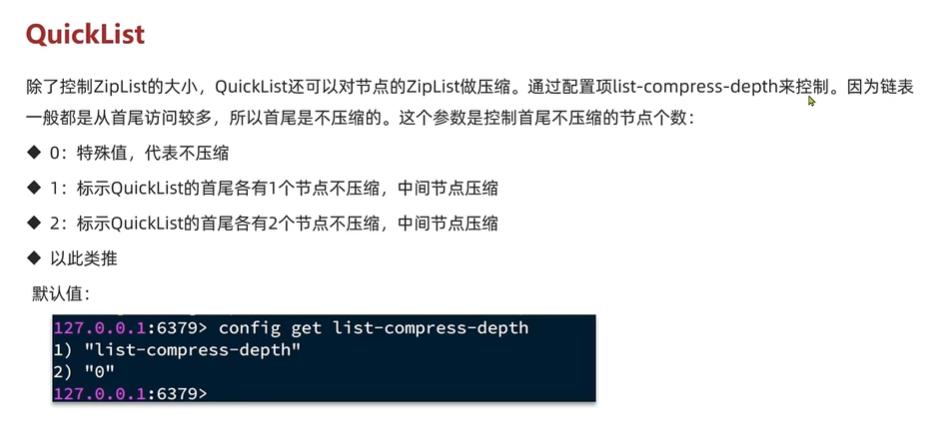 QuickList
除了控制ZipList的大小，QuickList还可以对节点的ZipList做压缩。通过配置项list-compress-depth来控制。因为链表
一般都是从首尾访问较多，所以首尾是不压缩的。这个参数是控制首尾不压缩的节点个数：
◆ 0：特殊值，代表不压缩
◆ 1：标示QuickList的首尾各有1个节点不压缩，中间节点压缩
◆ 2：标示QuickList的首尾各有2个节点不压缩，中间节点压缩
◆ 以此类推
默认值：
127.0.0.1:6379> config get list-compress-depth
1) "list-compress-depth"
2) "0"
127.0.0.1:6379>